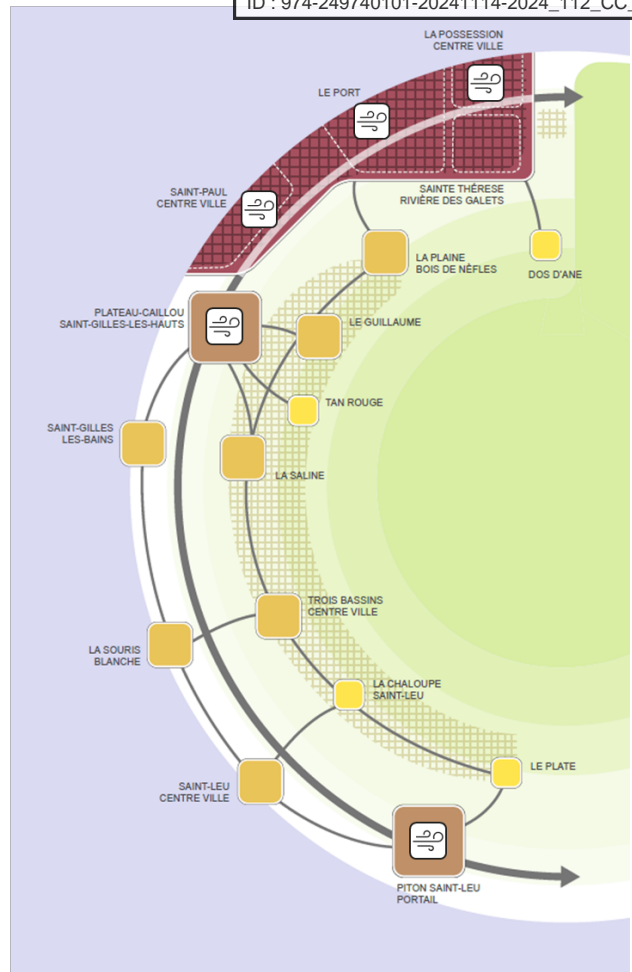 ID : 974-249740101-20241114-2024_112_CC_
LA POSSESSION
CENTRE VILLE
LE PORT
SAINT-PAUL
CENTRE VILLE
SAINTE THÉRESE
RIVIÈRE DES GALETS
LA PLAINE
BOIS DE NÈFLES
DOS D'ANE
PLATEAU-CAILLOU
SAINT-GILLES-LES-HAUTS
LE GUILLAUME
TAN ROUGE
SAINT-GILLES
LES-BAINS
LA SALINE
TROIS BASSINS
CENTRE VILLE
LA SOURIS
BLANCHE
LA CHALOUPE
SAINT-LEU
LE PLATE
SAINT-LEU
CENTRE VILLE
PITON SAINT-LEU
PORTAIL